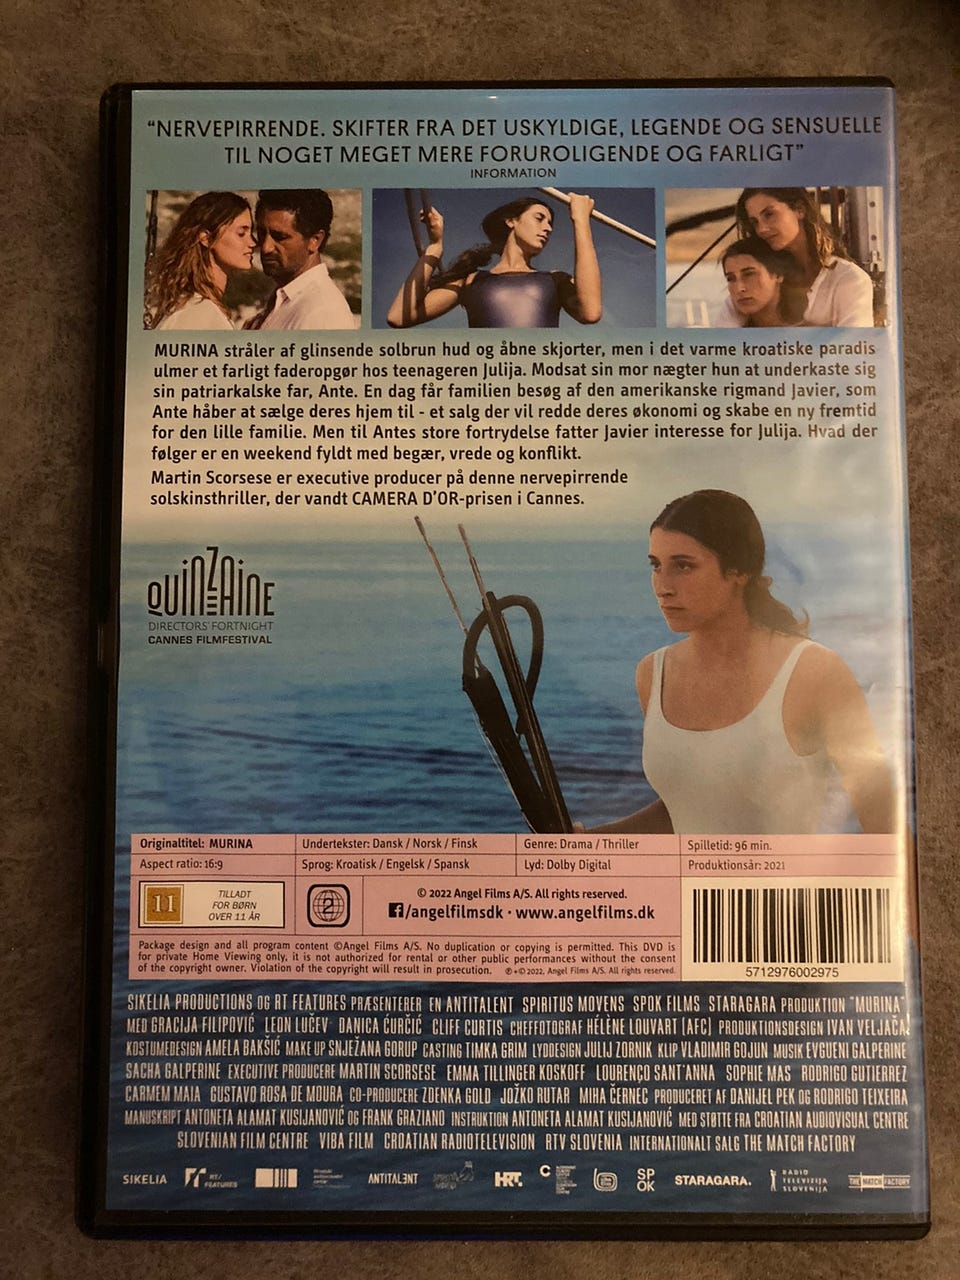 “NERVEPIRRENDE. SKIFTER FRA DET USKYLDIGE, LEGENDE OG SENSUELLE
TIL NOGET MEGET MERE FORUROLIGENDE OG FARLIGT”
INFORMATION
MURINA stråler af glinsende solbrun hud og åbne skjorter, men i det varme kroatiske paradis
ulmer et farligt faderopgør hos teenageren Julija. Modsat sin mor nægter hun at underkaste sig
sin patriarkalske far, Ante. En dag får familien besøg af den amerikanske rigmand Javier, som
Ante håber at sælge deres hjem til - et salg der vil redde deres økonomi og skabe en ny fremtid
for den lille familie. Men til Antes store fortrydelse fatter Javier interesse for Julija. Hvad der
følger er en weekend fyldt med begær, vrede og konflikt.
Martin Scorsese er executive producer på denne nervepirrende
solskinsthriller, der vandt CAMERA D’OR-prisen i Cannes.
QUINZAINE
DIRECTORS’ FORTNIGHT
CANNES FILMFESTIVAL
Originaltitel: MURINA
Undertekster: Dansk / Norsk / Finsk
Genre: Drama / Thriller
Spilletid: 96 min.
Aspect ratio: 16:9
Sprog: Kroatisk / Engelsk / Spansk
Lyd: Dolby Digital
Produktionsår: 2021
11
TILLADT
FOR BØRN
OVER 11 ÅR
2
© 2022 Angel Films A/S. All rights reserved.
f/angelfilmsdk · www.angelfilms.dk
Package design and all program content ©Angel Films A/S. No duplication or copying is permitted. This DVD is
for private Home Viewing only, it is not authorized for rental or other public performances without the consent
of the copyright owner. Violation of the copyright will result in prosecution. ℗+© 2022, Angel Films A/S. All rights reserved.
5712976002975
SIKELIA PRODUCTIONS OG RT FEATURES PRÆSENTERER EN ANTITALENT SPIRITUS MOVENS SPOK FILMS STARAGARA PRODUKTION "MURINA"
MED GRACIJA FILIPOVIĆ LEON LUČEV DANICA ĆURČIĆ CLIFF CURTIS CHEFFOTOGRAF HÉLÈNE LOUVART (AFC) PRODUKTIONSDESIGN IVAN VELJAČA
KOSTUMEDESIGN AMELA BAKŠIĆ MAKE UP SNJEŽANA GORUP CASTING TIMKA GRIM LYDDESIGN JULIJ ZORNIK KLIP VLADIMIR GOJUN MUSIK EVGUENI GALPERINE
SACHA GALPERINE EXECUTIVE PRODUCERE MARTIN SCORSESE EMMA TILLINGER KOSKOFF LOURENÇO SANT’ANNA SOPHIE MAS RODRIGO GUTIERREZ
CARMEM MAIA GUSTAVO ROSA DE MOURA CO-PRODUCERE ZDENKA GOLD JOŽKO RUTAR MIHA ČERNEC PRODUCERET AF DANIJEL PEK OG RODRIGO TEIXEIRA
MANUSKRIPT ANTONETA ALAMAT KUSIJANOVIĆ OG FRANK GRAZIANO INSTRUKTION ANTONETA ALAMAT KUSIJANOVIĆ MED STØTTE FRA CROATIAN AUDIOVISUAL CENTRE
SLOVENIAN FILM CENTRE VIBA FILM CROATIAN RADIOTELEVISION RTV SLOVENIA INTERNATIONALT SALG THE MATCH FACTORY
SIKELIA
RT/
FEATURES
ANTITALENT
HRT
SP
OK
STARAGARA.
RADIO
TELEVIZIJA
SLOVENIJA
THE MATCH FACTORY